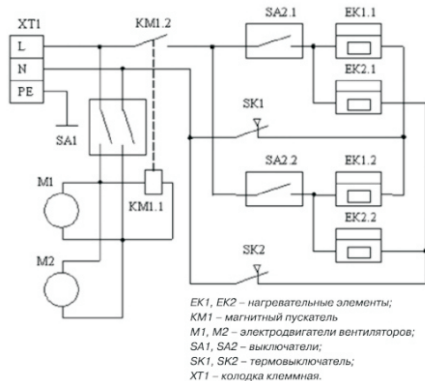 XT1
KM1.2
SA2.1
EK1.1
L
N
PE
EK2.1
SA1
SK1
SA2.2
EK1.2
M1
KM1.1
EK2.2
M2
SK2
EK1, EK2 – нагревательные элементы;
KM1 – магнитный пускатель
M1, M2 – электродвигатели вентиляторов;
SA1, SA2 – выключатели;
SK1, SK2 – термовыключатель;
XT1 – колодка клеммная.